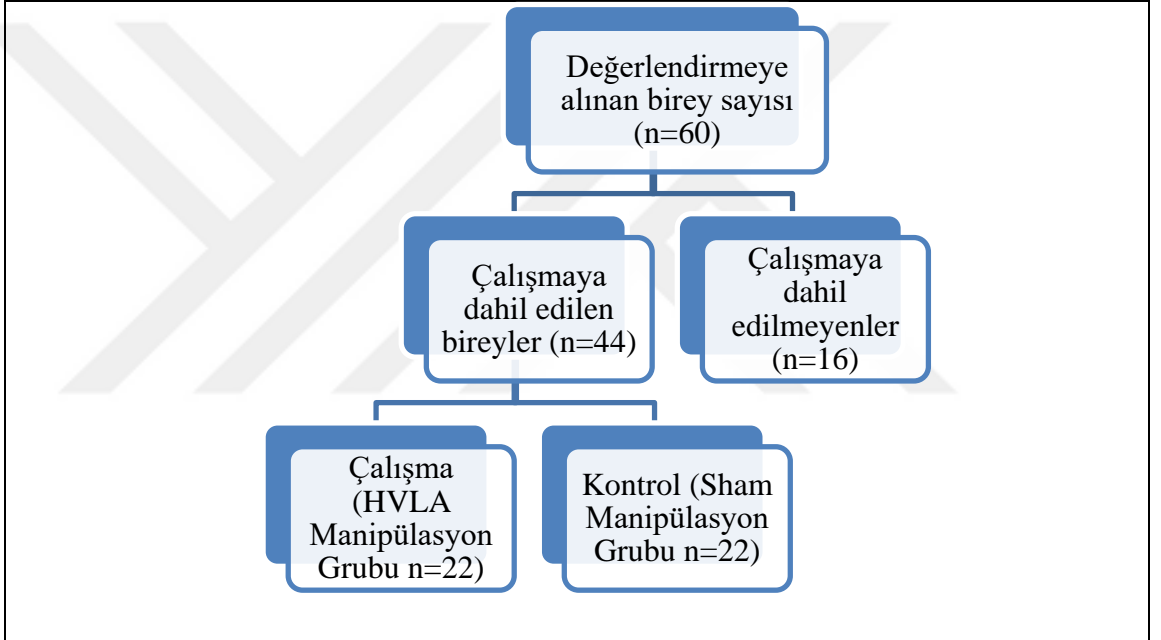 Değerlendirmeye
alınan birey sayısı
(n=60)
Çalışmaya
dahil edilen
bireyler (n=44)
Çalışmaya
dahil
edilmeyenler
(n=16)
Çalışma
(HVLA
Manipülasyon
Grubu n=22)
Kontrol (Sham
Manipülasyon
Grubu n=22)